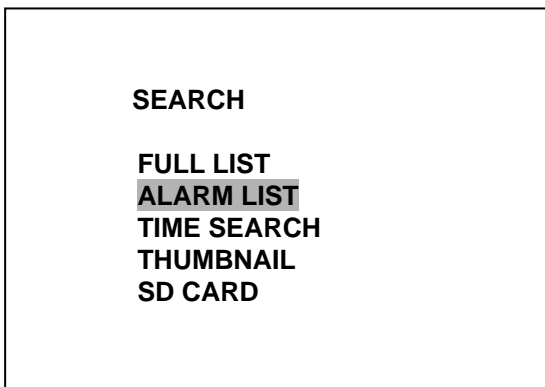 SEARCH
FULL LIST
ALARM LIST
TIME SEARCH
THUMBNAIL
SD CARD